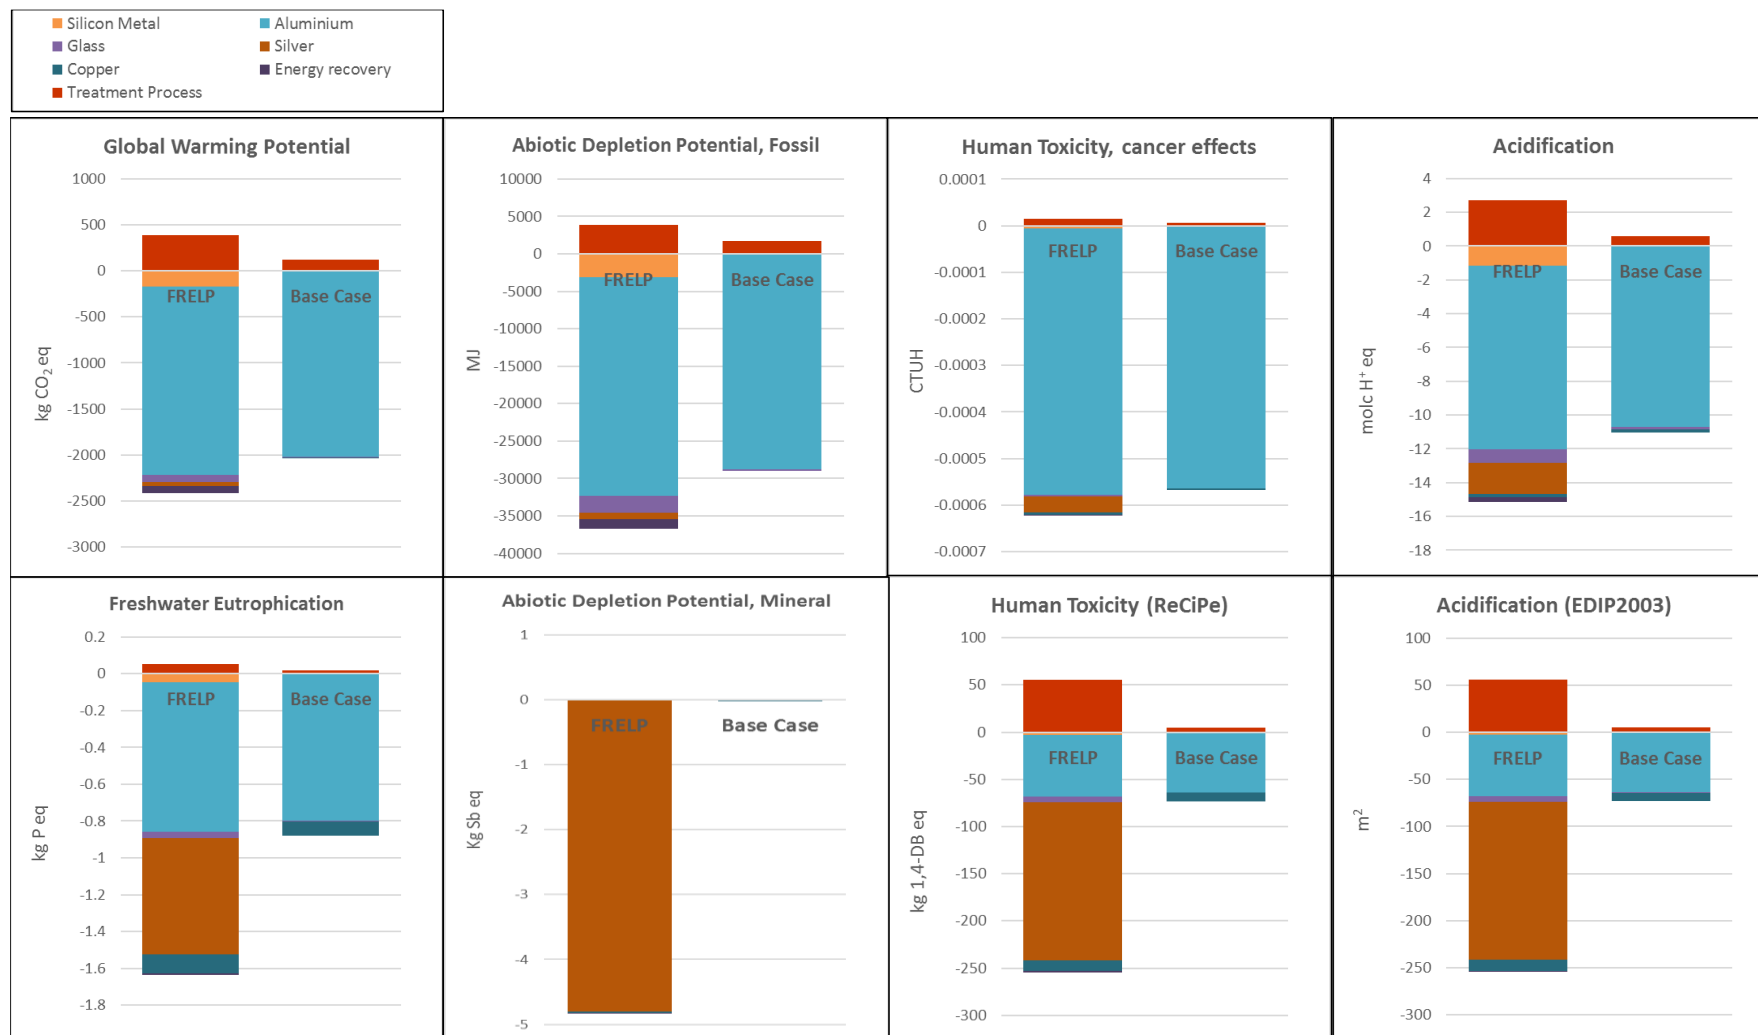 Silicon Metal
Aluminium
Glass
Silver
Copper
Energy recovery
Treatment Process
Global Warming Potential
1000
500
0
-500
-1000
-1500
-2000
-2500
-3000
kg CO₂ eq
FRELP
Base Case
Abiotic Depletion Potential, Fossil
10000
5000
0
-5000
-10000
-15000
-20000
-25000
-30000
-35000
-40000
MJ
FRELP
Base Case
Human Toxicity, cancer effects
0.0001
0
-0.0001
-0.0002
-0.0003
-0.0004
-0.0005
-0.0006
-0.0007
CTUH
FRELP
Base Case
Acidification
4
2
0
-2
-4
-6
-8
-10
-12
-14
-16
-18
molc H⁺ eq
FRELP
Base Case
Freshwater Eutrophication
0.2
0
-0.2
-0.4
-0.6
-0.8
-1
-1.2
-1.4
-1.6
-1.8
kg P eq
FRELP
Base Case
Abiotic Depletion Potential, Mineral
1
0
-1
-2
-3
-4
-5
Kg Sb eq
FRELP
Base Case
Human Toxicity (ReCiPe)
100
50
0
-50
-100
-150
-200
-250
-300
kg 1,4-DB eq
FRELP
Base Case
Acidification (EDIP2003)
100
50
0
-50
-100
-150
-200
-250
-300
m²
FRELP
Base Case